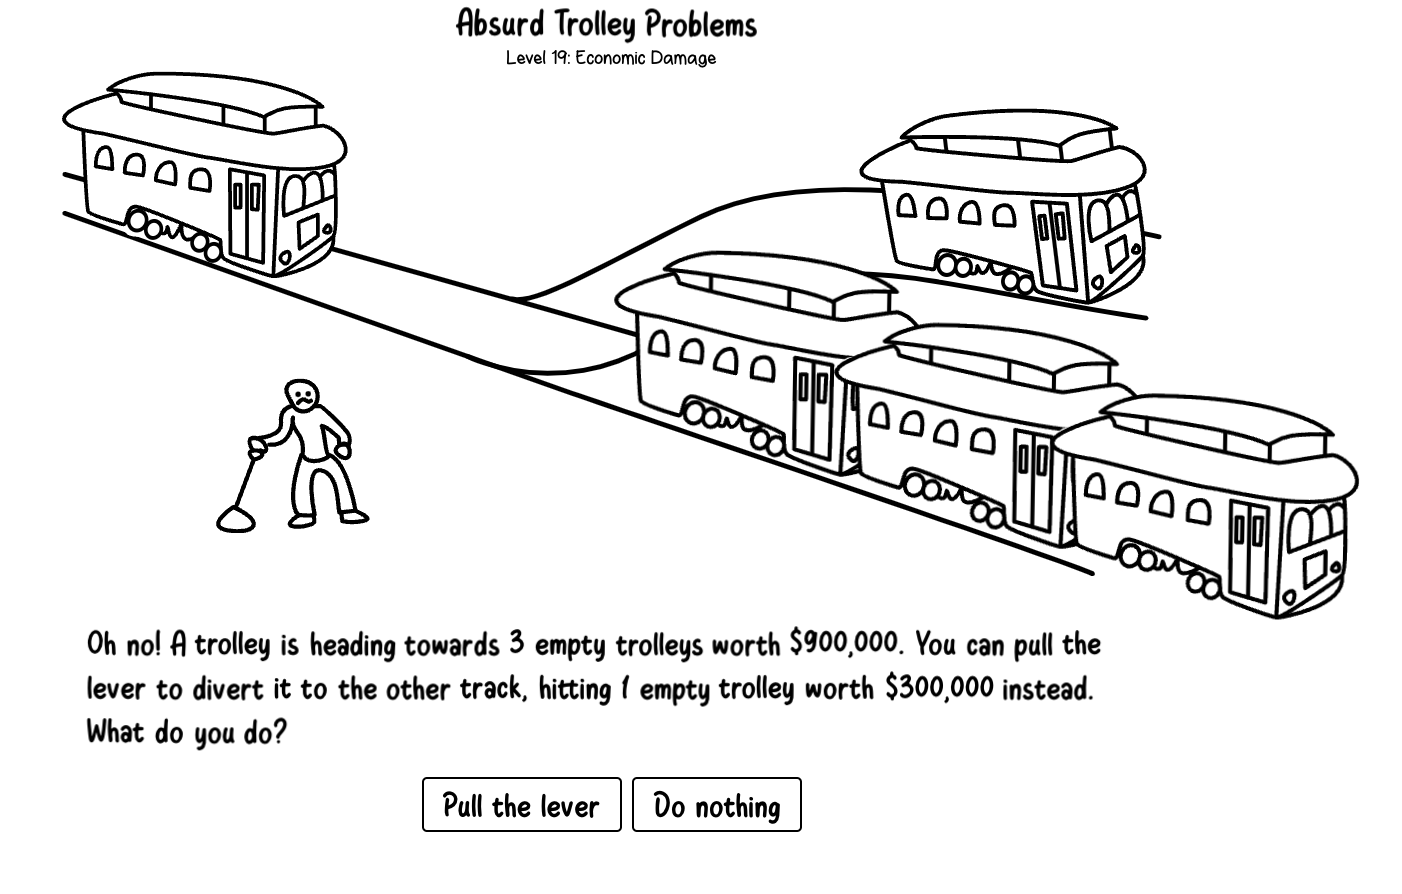 Absurd Trolley Problems
Level 19: Economic Damage
Oh no! A trolley is heading towards 3 empty trolleys worth $900,000. You can pull the
lever to divert it to the other track, hitting 1 empty trolley worth $300,000 instead.
What do you do?
Pull the lever
Do nothing